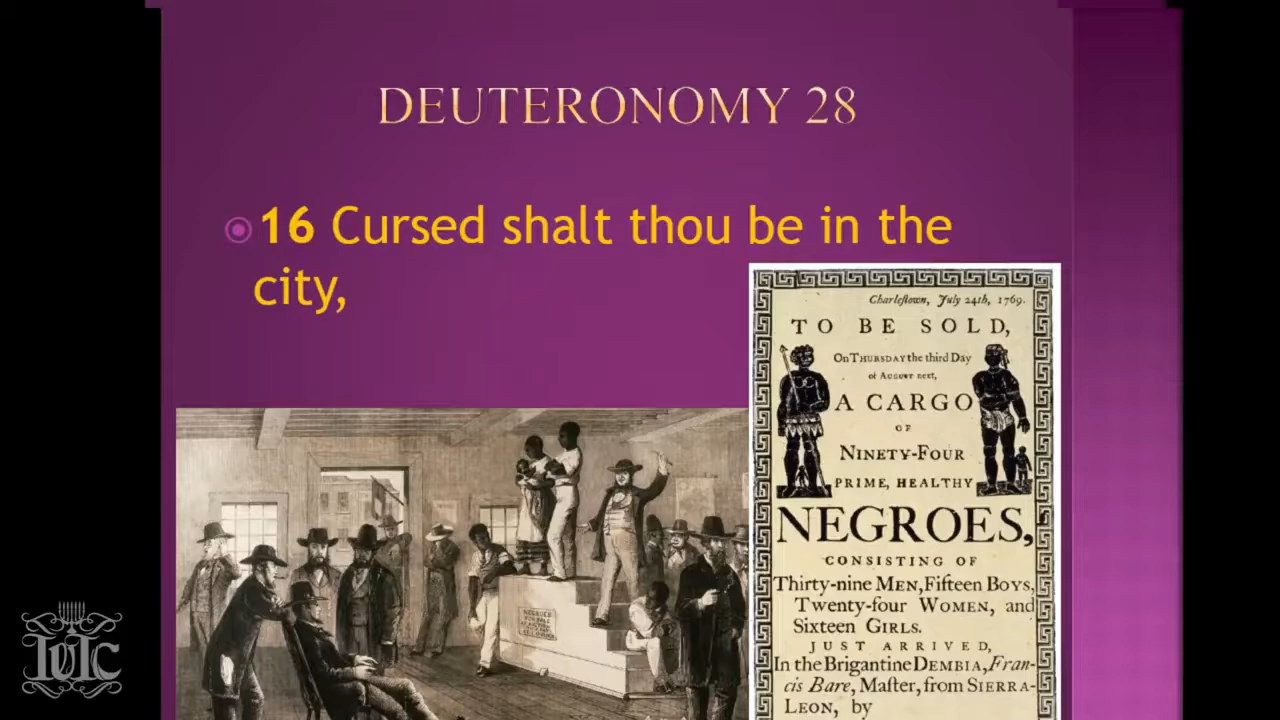 DEUTERONOMY 28
16 Cursed shalt thou be in the
city,
Charlestown, July 24th, 1769.
TO BE SOLD,
On THURSDAY the third Day
of AUGUST next,
A CARGO
OF
NINETY-FOUR
PRIME, HEALTHY
NEGROES,
CONSISTING OF
Thirty-nine MEN, Fifteen BOYS,
Twenty-four WOMEN, and
Sixteen GIRLS.
JUST ARRIVED,
In the Brigantine DEMBIA, Fran-
cis Bare, Master, from SIERRA-
LEON, by
NEGROES
FOR SALE
IUIC